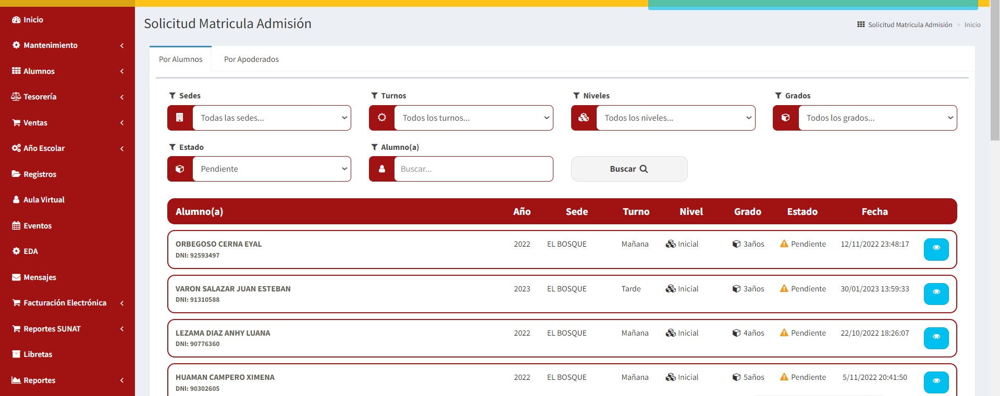 Inicio
Mantenimiento
Alumnos
Tesorería
Ventas
Año Escolar
Registros
Aula Virtual
Eventos
EDA
Mensajes
Facturación Electrónica
Reportes SUNAT
Libretas
Reportes
Solicitud Matricula Admisión
Solicitud Matricula Admisión > Inicio
Por Alumnos Por Apoderados
Sedes Turnos Niveles Grados
Todas las sedes... Todos los turnos... Todos los niveles... Todos los grados...
Estado Alumno(a)
Pendiente Buscar... Buscar
Alumno(a) Año Sede Turno Nivel Grado Estado Fecha
ORBEGOSO CERNA EYAL 2022 EL BOSQUE Mañana Inicial 3años Pendiente 12/11/2022 23:48:17
DNI: 92593497
VARON SALAZAR JUAN ESTEBAN 2023 EL BOSQUE Tarde Inicial 3años Pendiente 30/01/2023 13:59:33
DNI: 91310588
LEZAMA DIAZ ANHY LUANA 2022 EL BOSQUE Mañana Inicial 4años Pendiente 22/10/2022 18:26:07
DNI: 90776360
HUAMAN CAMPERO XIMENA 2022 EL BOSQUE Mañana Inicial 5años Pendiente 5/11/2022 20:41:50
DNI: 90302605